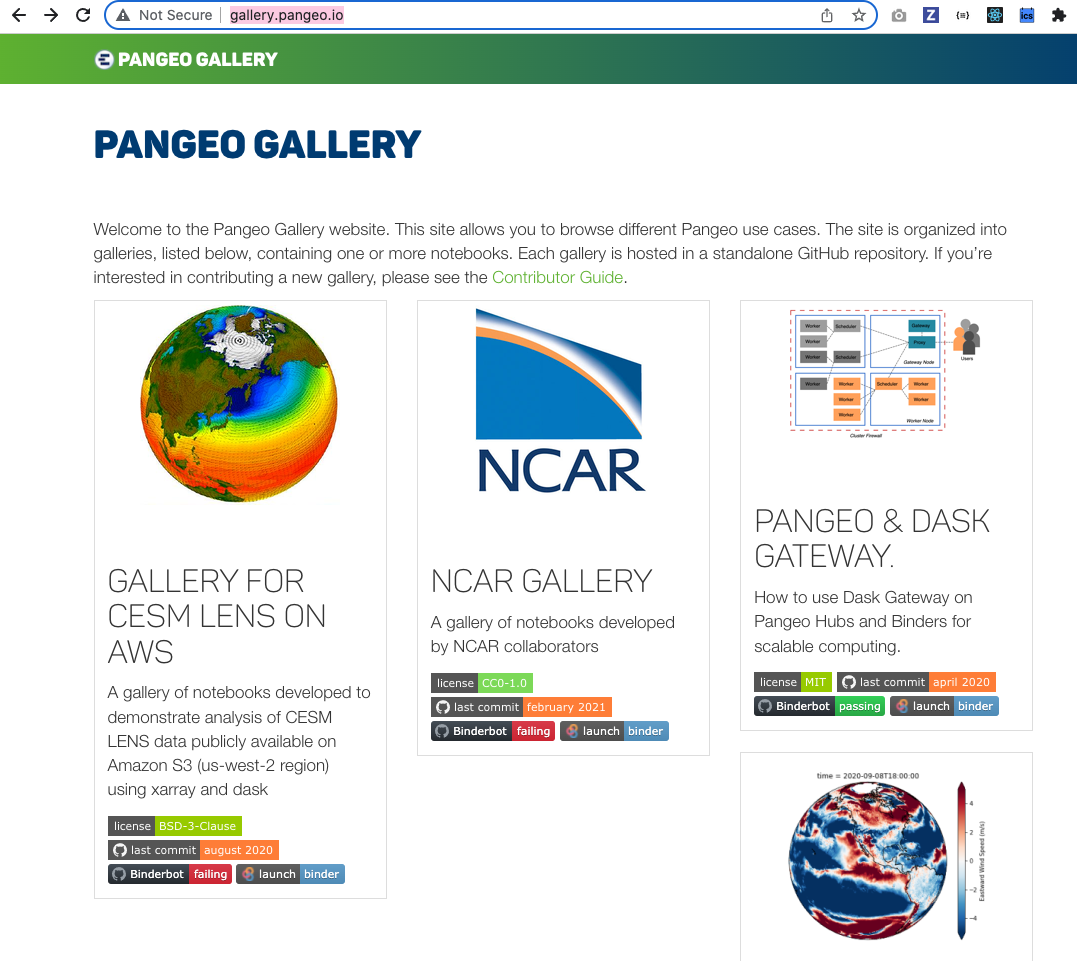 Not Secure
gallery.pangeo.io
ics
PANGEO GALLERY
PANGEO GALLERY
Welcome to the Pangeo Gallery website. This site allows you to browse different Pangeo use cases. The site is organized into
galleries, listed below, containing one or more notebooks. Each gallery is hosted in a standalone GitHub repository. If you’re
interested in contributing a new gallery, please see the Contributor Guide.
GALLERY FOR
CESM LENS ON
AWS
A gallery of notebooks developed to
demonstrate analysis of CESM
LENS data publicly available on
Amazon S3 (us-west-2 region)
using xarray and dask
license BSD-3-Clause
last commit august 2020
Binderbot failing launch binder
NCAR
NCAR GALLERY
A gallery of notebooks developed
by NCAR collaborators
license CC0-1.0
last commit february 2021
Binderbot failing launch binder
Worker Scheduler Gateway
Worker Proxy
Worker Scheduler
Gateway Node
Users
Worker Worker Scheduler Worker
Worker Worker
Worker
Worker Node
Cluster Firewall
PANGEO & DASK
GATEWAY.
How to use Dask Gateway on
Pangeo Hubs and Binders for
scalable computing.
license MIT last commit april 2020
Binderbot passing launch binder
time = 2020-09-08T18:00:00
4
2
0
−2
−4
Eastward Wind Speed (m/s)